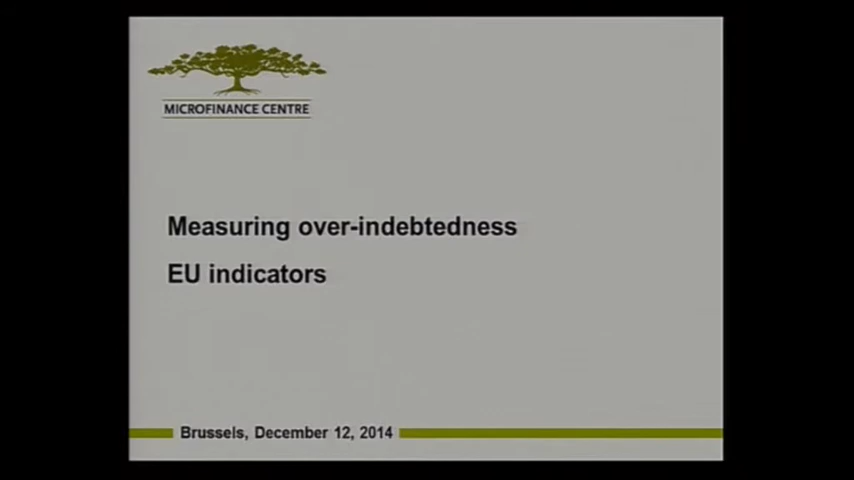 MICROFINANCE CENTRE
Measuring over-indebtedness
EU indicators
Brussels, December 12, 2014